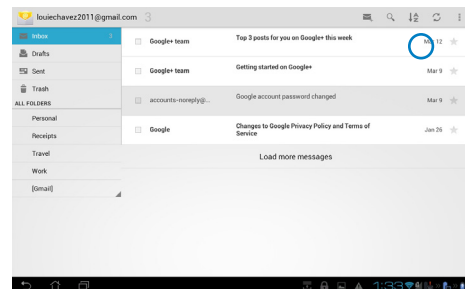 louiechavez2011@gmail.com 3
Inbox 3
Drafts
Sent
Trash
ALL FOLDERS
Personal
Receipts
Travel
Work
[Gmail]
Google+ team Top 3 posts for you on Google+ this week Mar 12
Google+ team Getting started on Google+ Mar 9
accounts-noreply@... Google account password changed Mar 9
Google Changes to Google Privacy Policy and Terms of Service Jan 26
Load more messages
1:33